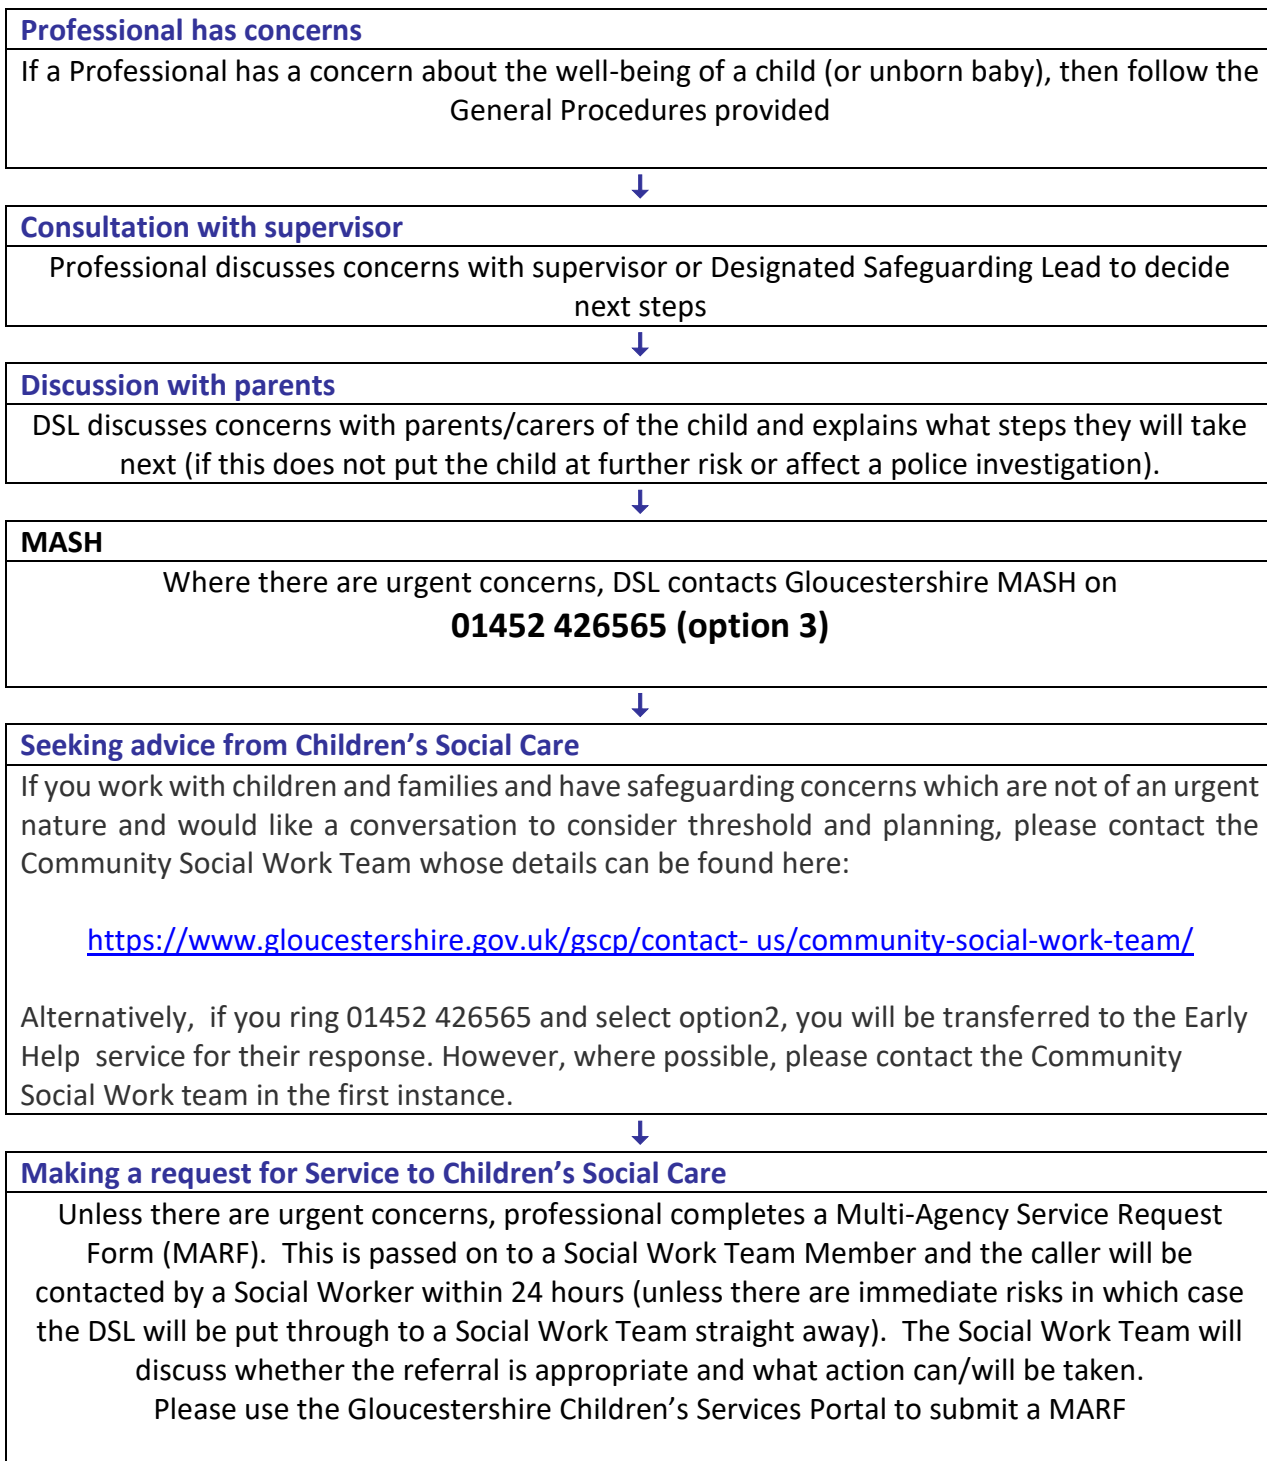 Professional has concerns
If a Professional has a concern about the well-being of a child (or unborn baby), then follow the
General Procedures provided
Consultation with supervisor
Professional discusses concerns with supervisor or Designated Safeguarding Lead to decide
next steps
Discussion with parents
DSL discusses concerns with parents/carers of the child and explains what steps they will take
next (if this does not put the child at further risk or affect a police investigation).
MASH
Where there are urgent concerns, DSL contacts Gloucestershire MASH on
01452 426565 (option 3)
Seeking advice from Children’s Social Care
If you work with children and families and have safeguarding concerns which are not of an urgent
nature and would like a conversation to consider threshold and planning, please contact the
Community Social Work Team whose details can be found here:
https://www.gloucestershire.gov.uk/gscp/contact- us/community-social-work-team/
Alternatively,  if you ring 01452 426565 and select option2, you will be transferred to the Early
Help  service for their response. However, where possible, please contact the Community
Social Work team in the first instance.
Making a request for Service to Children’s Social Care
Unless there are urgent concerns, professional completes a Multi-Agency Service Request
Form (MARF).  This is passed on to a Social Work Team Member and the caller will be
contacted by a Social Worker within 24 hours (unless there are immediate risks in which case
the DSL will be put through to a Social Work Team straight away).  The Social Work Team will
discuss whether the referral is appropriate and what action can/will be taken.
Please use the Gloucestershire Children’s Services Portal to submit a MARF